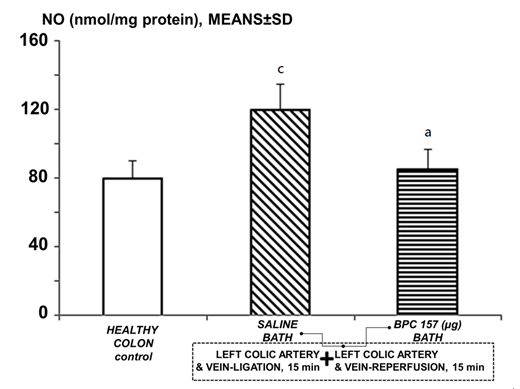 NO (nmol/mg protein), MEANS±SD
160
120
80
40
0
c
a
HEALTHY
COLON
control
SALINE
BATH
BPC 157 (µg)
BATH
LEFT COLIC ARTERY
& VEIN-LIGATION, 15 min
+
LEFT COLIC ARTERY
& VEIN-REPERFUSION, 15 min